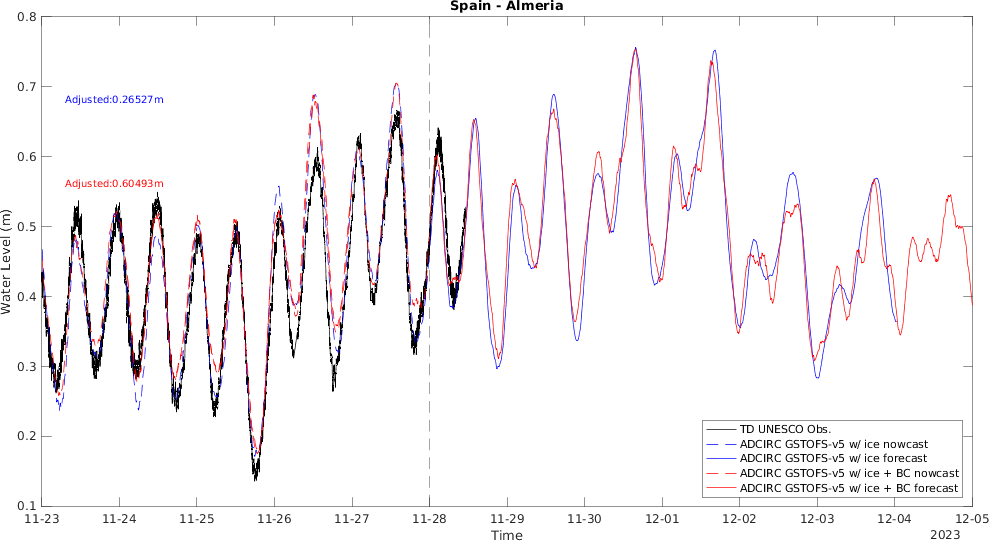 Spain - Almeria
0.8
0.7
0.6
0.5
0.4
0.3
0.2
0.1
Water Level (m)
Adjusted:0.26527m
Adjusted:0.60493m
TD UNESCO Obs.
ADCIRC GSTOFS-v5 w/ ice nowcast
ADCIRC GSTOFS-v5 w/ ice forecast
ADCIRC GSTOFS-v5 w/ ice + BC nowcast
ADCIRC GSTOFS-v5 w/ ice + BC forecast
11-23 11-24 11-25 11-26 11-27 11-28 11-29 11-30 12-01 12-02 12-03 12-04 12-05
Time
2023